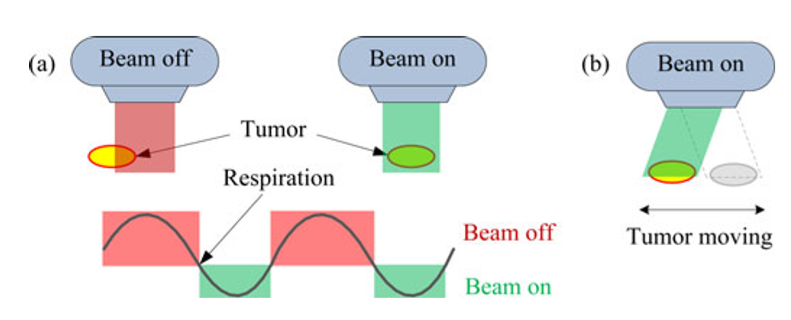 (a)
Beam off
Beam on
(b)
Beam on
Tumor
Respiration
Tumor moving
Beam off
Beam on